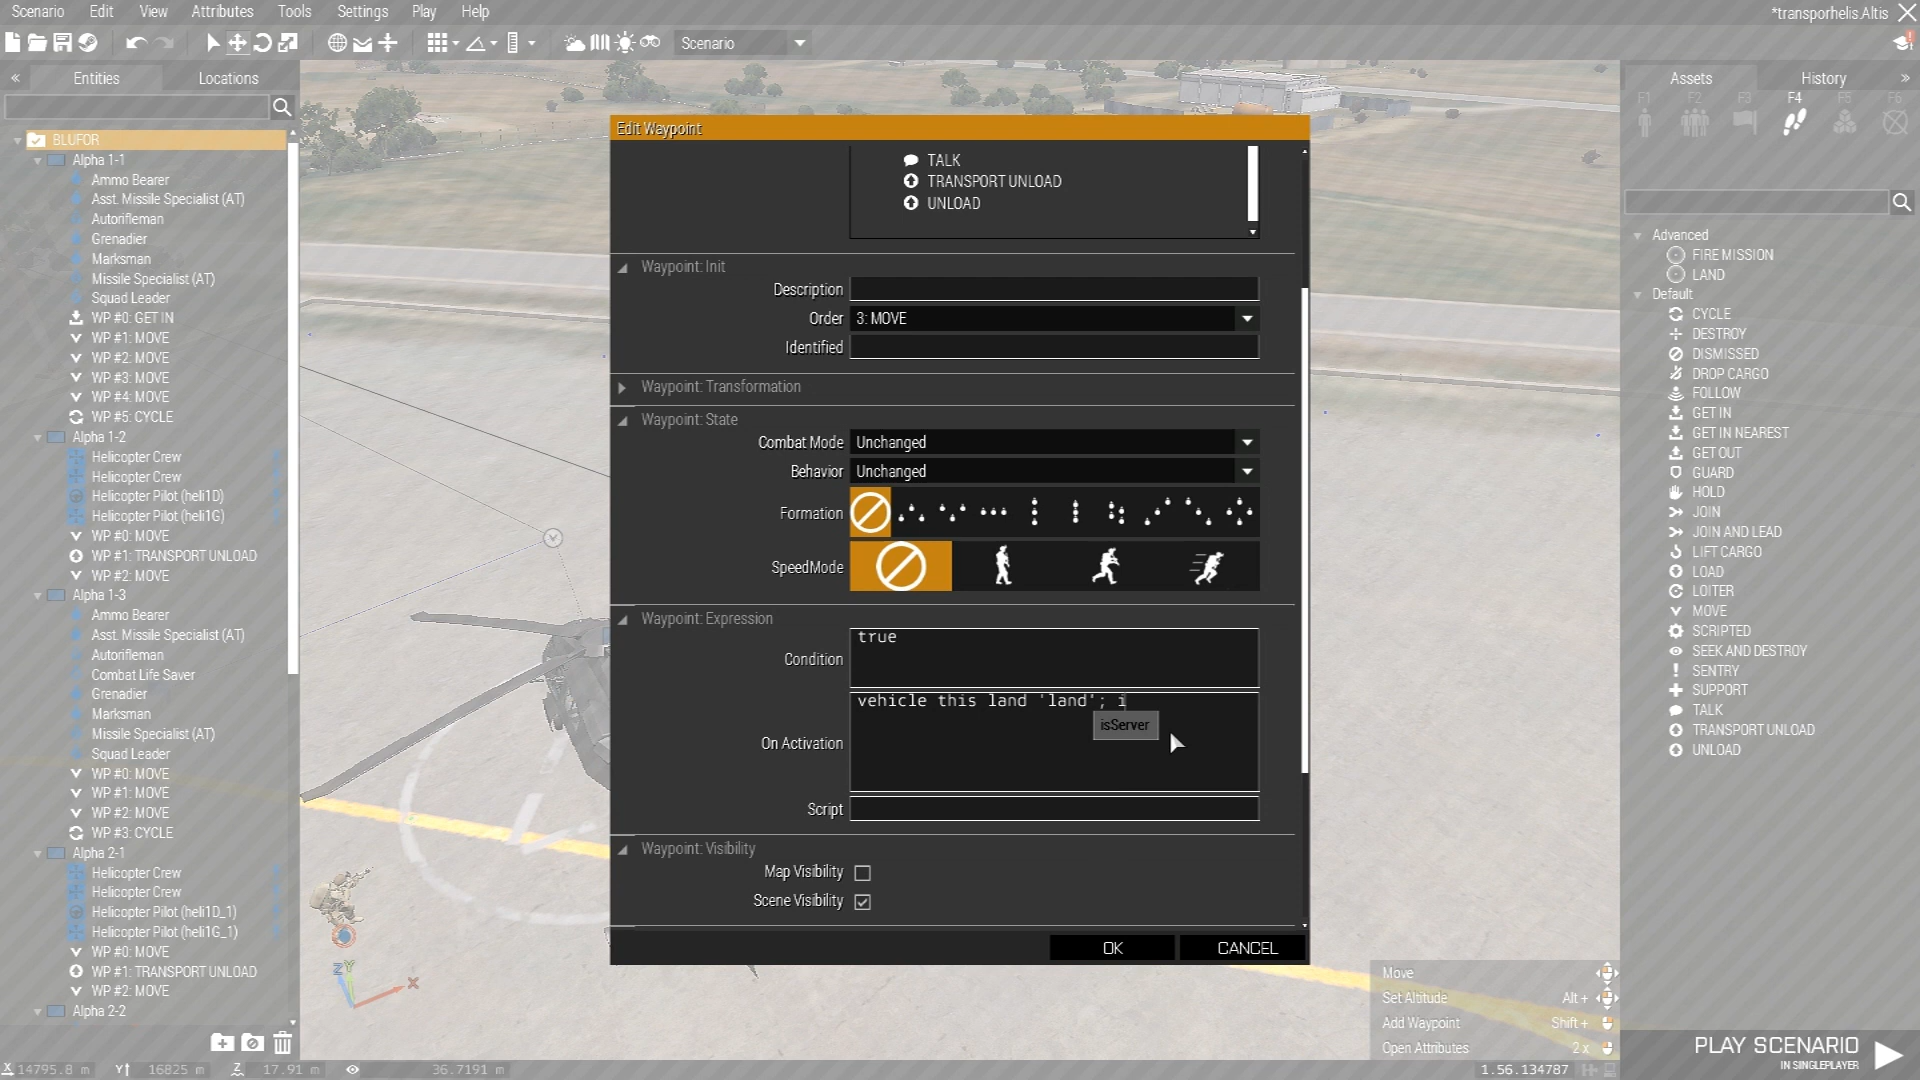 Scenario Edit View Attributes Tools Settings Play Help
*transporhelis.Altis
Scenario
Entities
Locations
BLUFOR
Alpha 1-1
Ammo Bearer
Asst. Missile Specialist (AT)
Autorifleman
Grenadier
Marksman
Missile Specialist (AT)
Squad Leader
WP #0: GET IN
WP #1: MOVE
WP #2: MOVE
WP #3: MOVE
WP #4: MOVE
WP #5: CYCLE
Alpha 1-2
Helicopter Crew
Helicopter Crew
Helicopter Pilot (heli1D)
Helicopter Pilot (heli1G)
WP #0: MOVE
WP #1: TRANSPORT UNLOAD
WP #2: MOVE
Alpha 1-3
Ammo Bearer
Asst. Missile Specialist (AT)
Autorifleman
Combat Life Saver
Grenadier
Marksman
Missile Specialist (AT)
Squad Leader
WP #0: MOVE
WP #1: MOVE
WP #2: MOVE
WP #3: CYCLE
Alpha 2-1
Helicopter Crew
Helicopter Crew
Helicopter Pilot (heli1D_1)
Helicopter Pilot (heli1G_1)
WP #0: MOVE
WP #1: TRANSPORT UNLOAD
WP #2: MOVE
Alpha 2-2
Edit Waypoint
TALK
TRANSPORT UNLOAD
UNLOAD
Waypoint: Init
Description
Order 3: MOVE
Identified
Waypoint: Transformation
Waypoint: State
Combat Mode Unchanged
Behavior Unchanged
Formation
SpeedMode
Waypoint: Expression
true
Condition
vehicle this land 'land'; i
isServer
On Activation
Script
Waypoint: Visibility
Map Visibility
Scene Visibility
OK CANCEL
ZY
X
Assets
History
F1 F2 F3 F4 F5 F6
Advanced
FIRE MISSION
LAND
Default
CYCLE
DESTROY
DISMISSED
DROP CARGO
FOLLOW
GET IN
GET IN NEAREST
GET OUT
GUARD
HOLD
JOIN
JOIN AND LEAD
LIFT CARGO
LOAD
LOITER
MOVE
SCRIPTED
SEEK AND DESTROY
SENTRY
SUPPORT
TALK
TRANSPORT UNLOAD
UNLOAD
Move
Set Altitude Alt +
Add Waypoint Shift +
Open Attributes 2 x
PLAY SCENARIO
IN SINGLEPLAYER
X 14795.8 m Y 16825 m Z 17.91 m 36.7191 m
1.56.134787